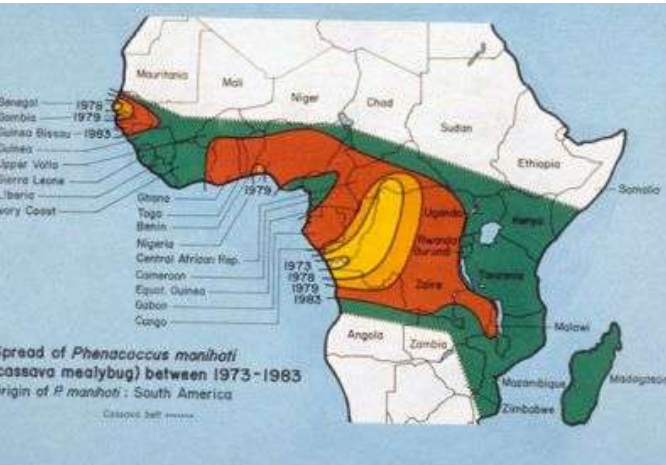 Mauritania
Mali
Niger
Chad
Sudan
Ethiopia
Somalia
Senegal 1978
Gambia 1979
Guinea Bissau 1983
Guinea
Upper Volta
Sierra Leone
Liberia
Ivory Coast
1979
Ghana
Togo
Benin
Nigeria
Central African Rep.
Cameroon
Equat. Guinea
Gabon
Congo
1973
1978
1979
1983
Uganda
Kenya
Rwanda
Burundi
Tanzania
Zaire
Malawi
Angola
Zambia
Mozambique
Zimbabwe
Madagascar
Spread of Phenacoccus manihoti
(cassava mealybug) between 1973-1983
Origin of P. manihoti : South America
Cassava belt